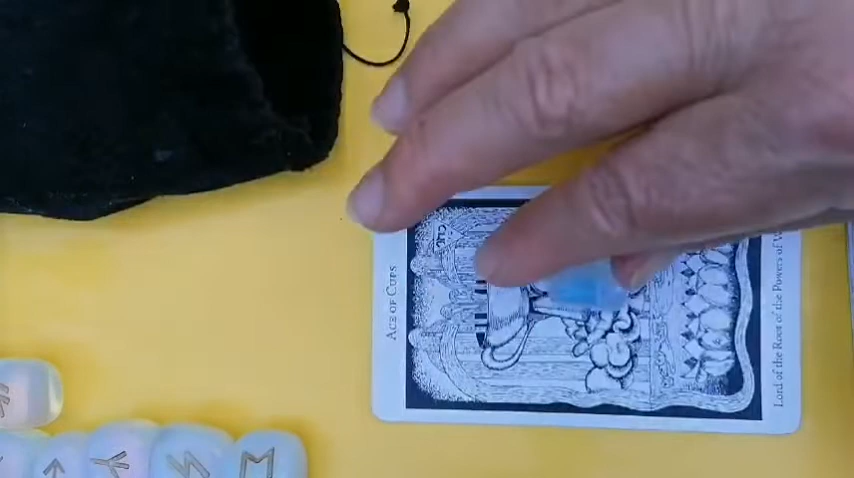 ACE OF CUPS
Lord of the Root of the Powers of
ᛏ ᚨ ᛋ ᛖ